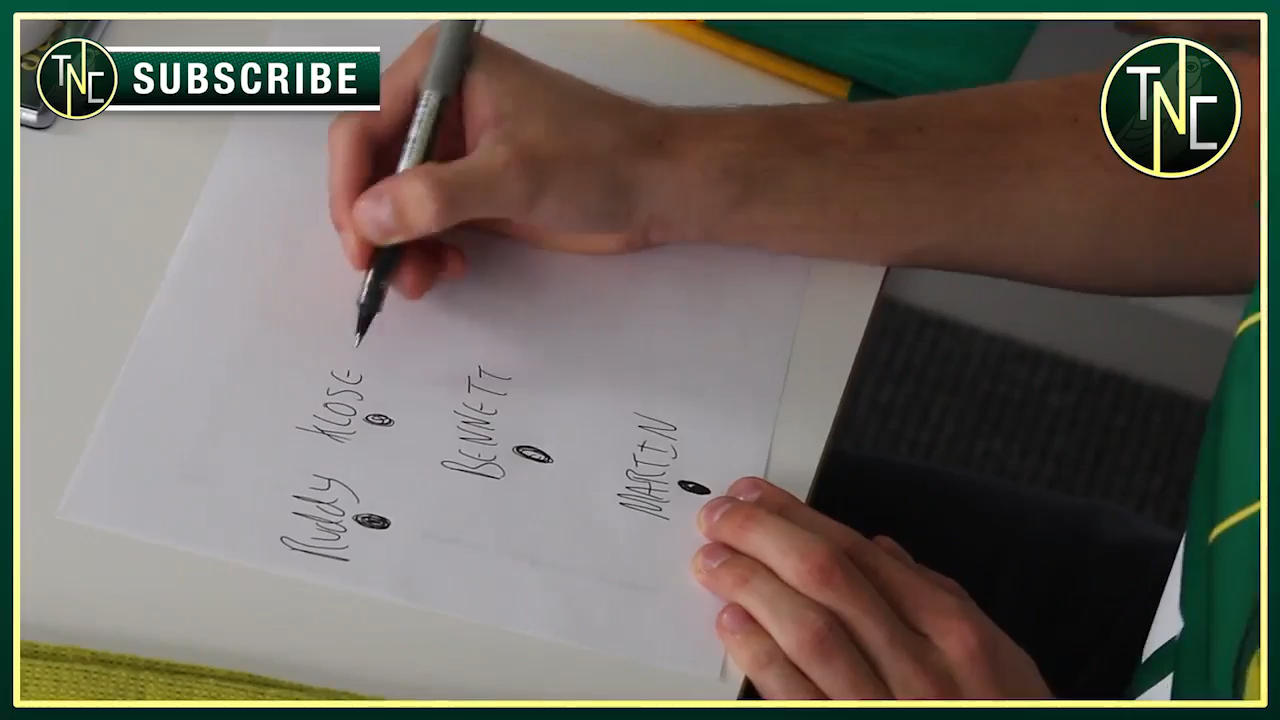 TNC SUBSCRIBE
TNC
Ruddy
KLOSE
BENNETT
MARTIN